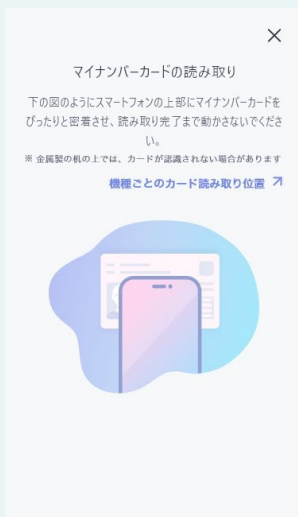 マイナンバーカードの読み取り
下の図のようにスマートフォンの上部にマイナンバーカードを
ぴったりと密着させ、読み取り完了まで動かさないでくださ
い。
※ 金属製の机の上では、カードが認識されない場合があります
機種ごとのカード読み取り位置